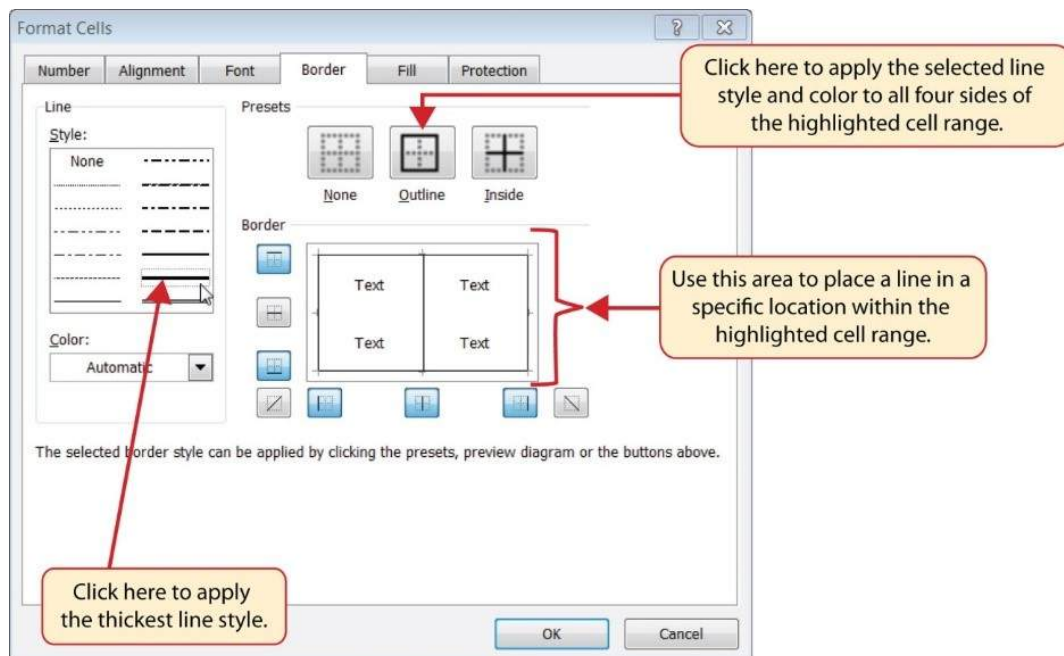 Format Cells
Number Alignment Font Border Fill Protection
Click here to apply the selected line
style and color to all four sides of
the highlighted cell range.
Line
Style:
None
Presets
None Outline Inside
Border
Text Text
Text Text
Use this area to place a line in a
specific location within the
highlighted cell range.
Color:
Automatic
The selected border style can be applied by clicking the presets, preview diagram or the buttons above.
Click here to apply
the thickest line style.
OK Cancel